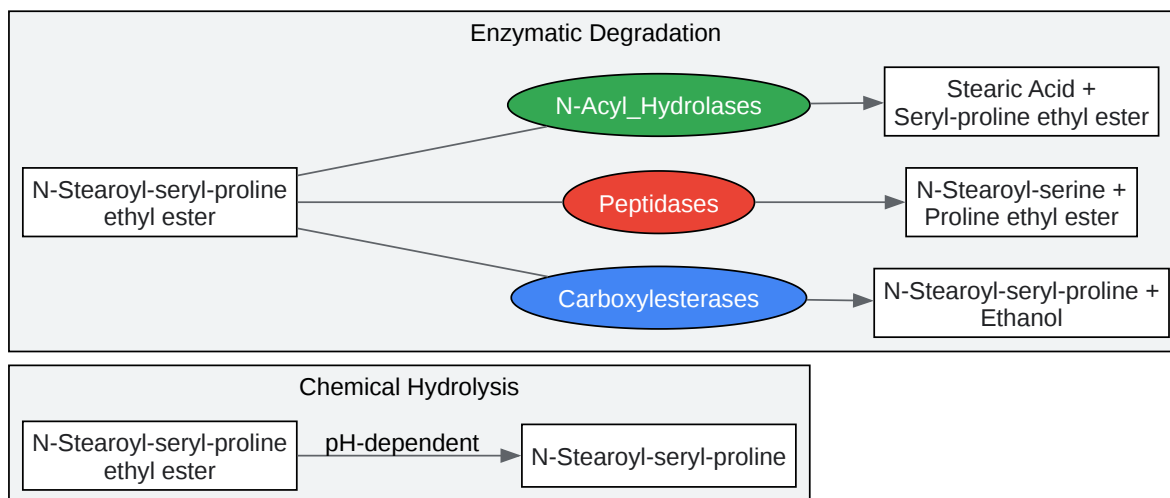 Enzymatic Degradation
N-Stearoyl-seryl-proline
ethyl ester
N-Acyl_Hydrolases
Stearic Acid +
Seryl-proline ethyl ester
Peptidases
N-Stearoyl-serine +
Proline ethyl ester
Carboxylesterases
N-Stearoyl-seryl-proline +
Ethanol
Chemical Hydrolysis
N-Stearoyl-seryl-proline
ethyl ester
pH-dependent
N-Stearoyl-seryl-proline